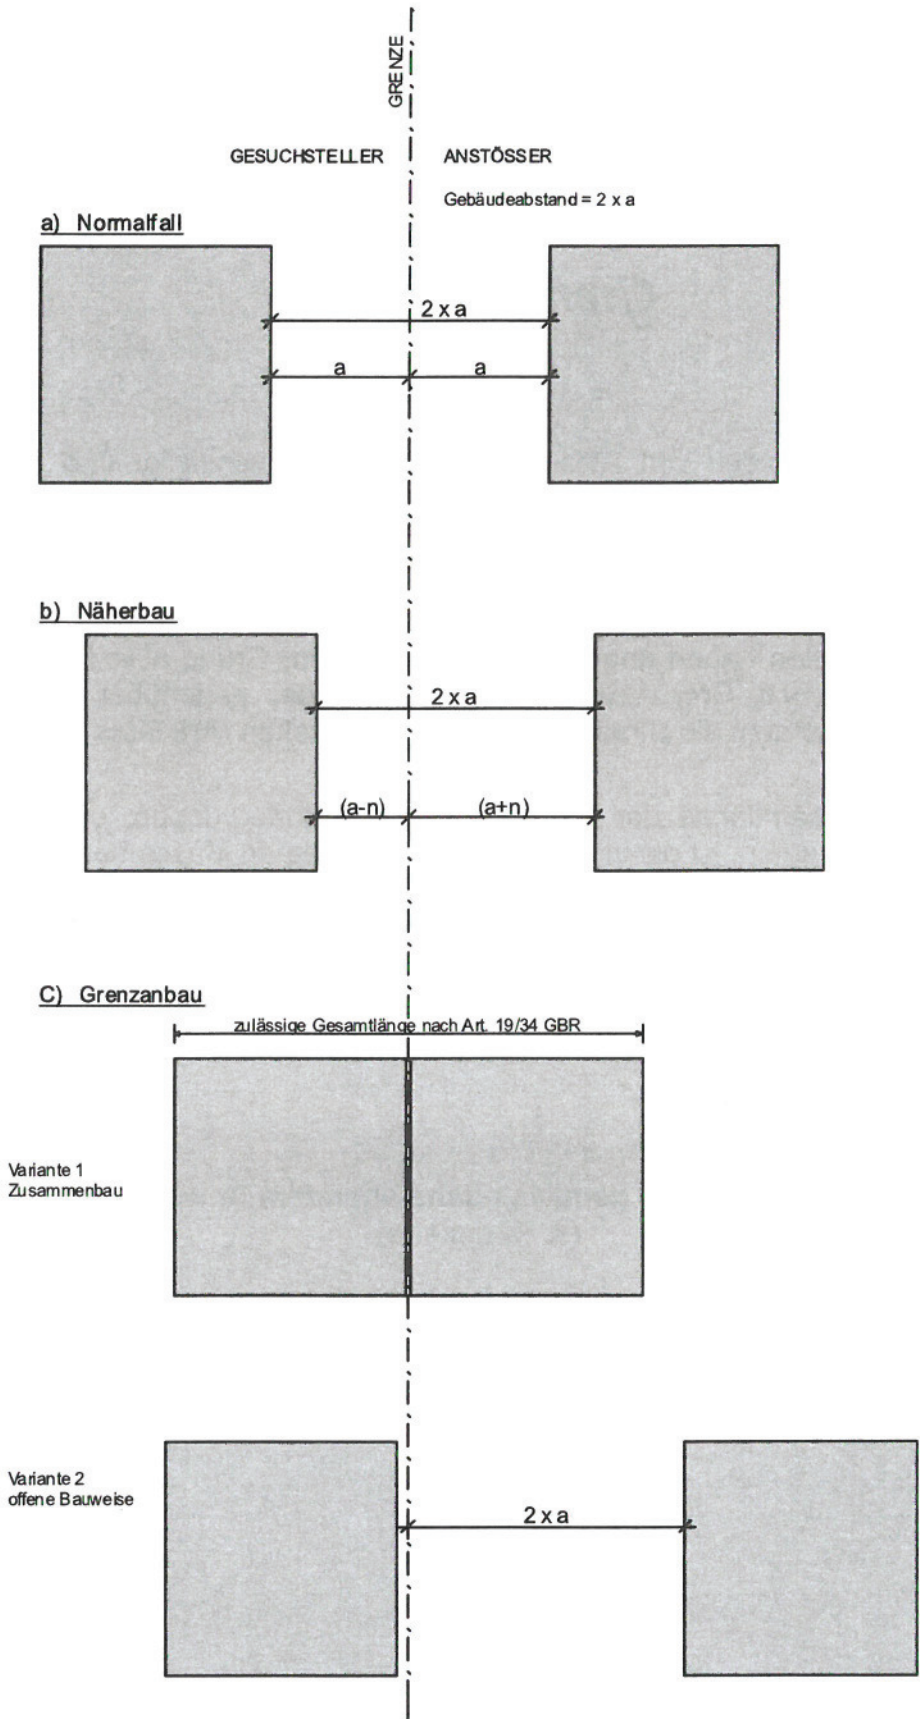 GRENZE
GESUCHSTELLER
ANSTÖSSER
Gebäudeabstand = 2 x a
a) Normalfall
2 x a
a
a
b) Näherbau
2 x a
(a-n)
(a+n)
C) Grenzanbau
zulässige Gesamtlänge nach Art. 19/34 GBR
Variante 1
Zusammenbau
Variante 2
offene Bauweise
2 x a